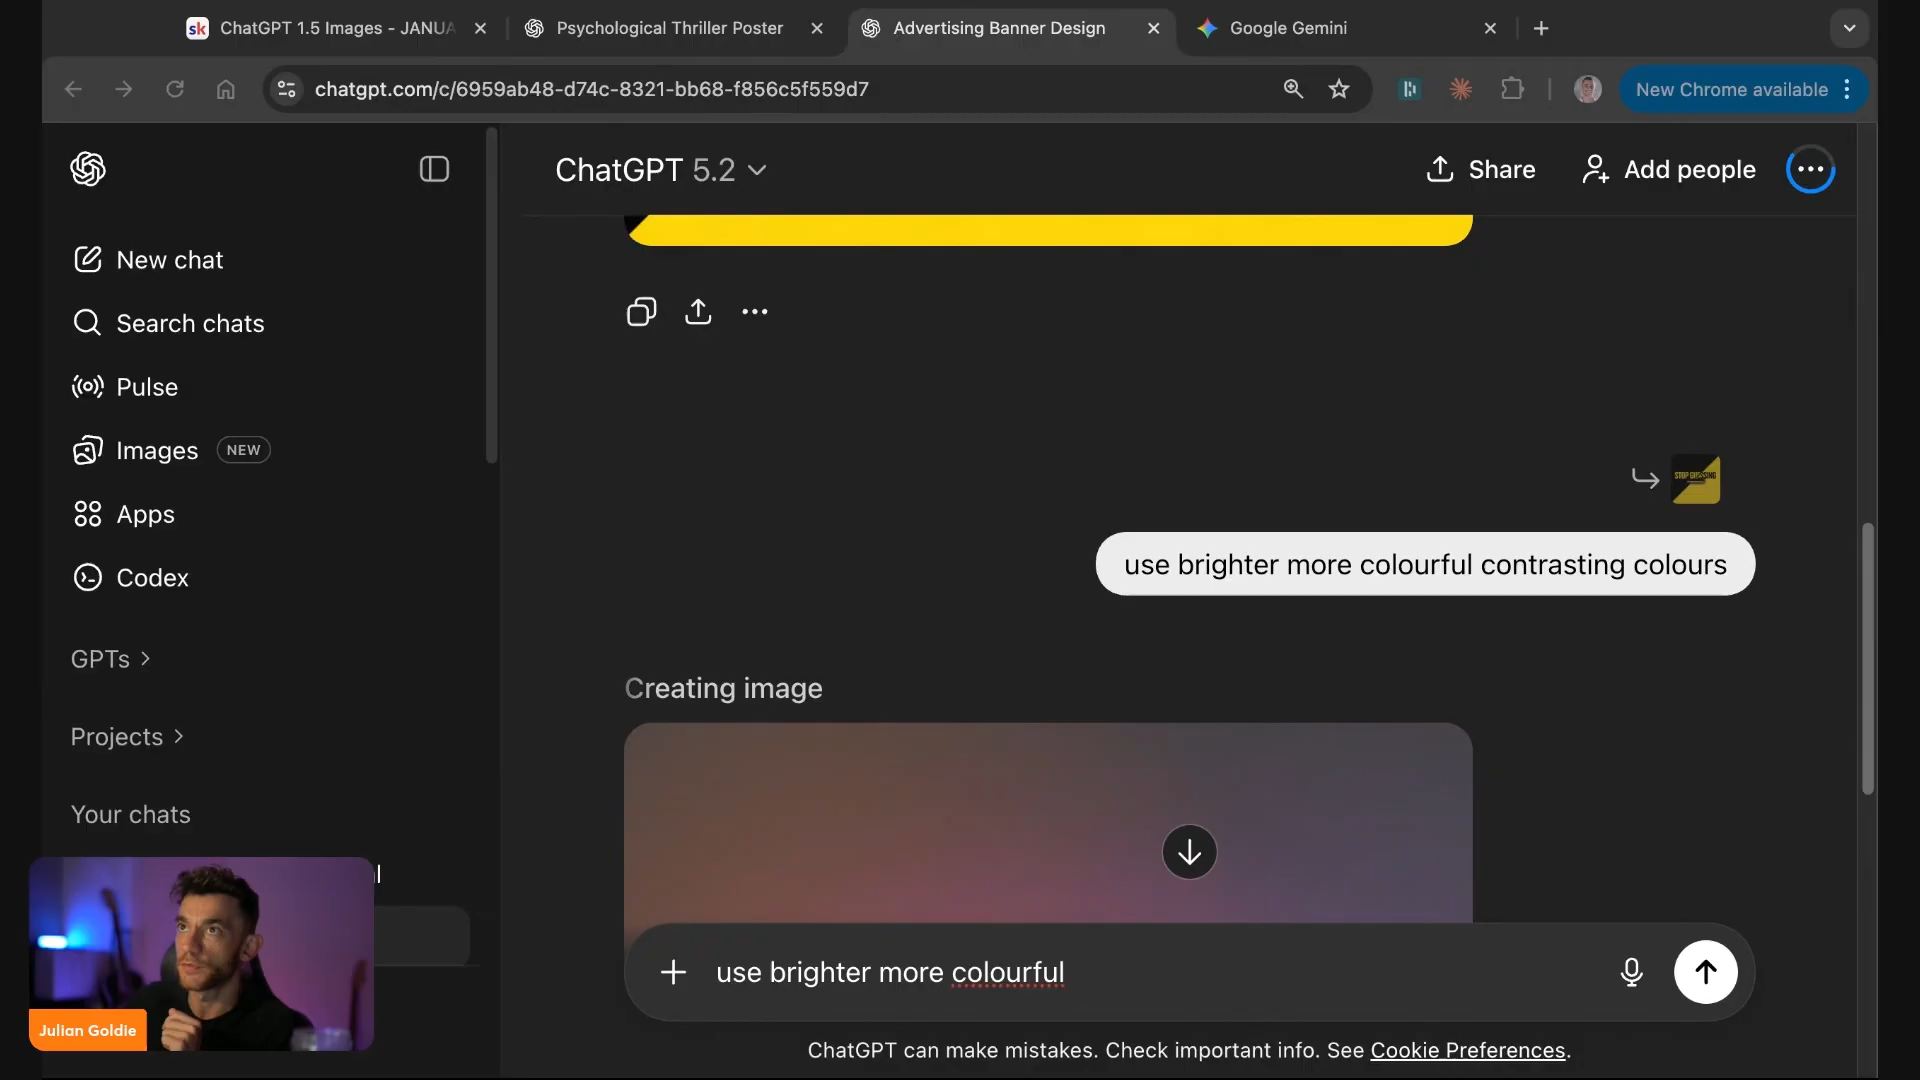 ChatGPT 1.5 Images - JANUA
Psychological Thriller Poster
Advertising Banner Design
Google Gemini
chatgpt.com/c/6959ab48-d74c-8321-bb68-f856c5f559d7
New Chrome available
ChatGPT 5.2
Share
Add people
New chat
Search chats
Pulse
Images NEW
Apps
Codex
GPTs
Projects
Your chats
use brighter more colourful contrasting colours
Creating image
use brighter more colourful
Julian Goldie
ChatGPT can make mistakes. Check important info. See Cookie Preferences.